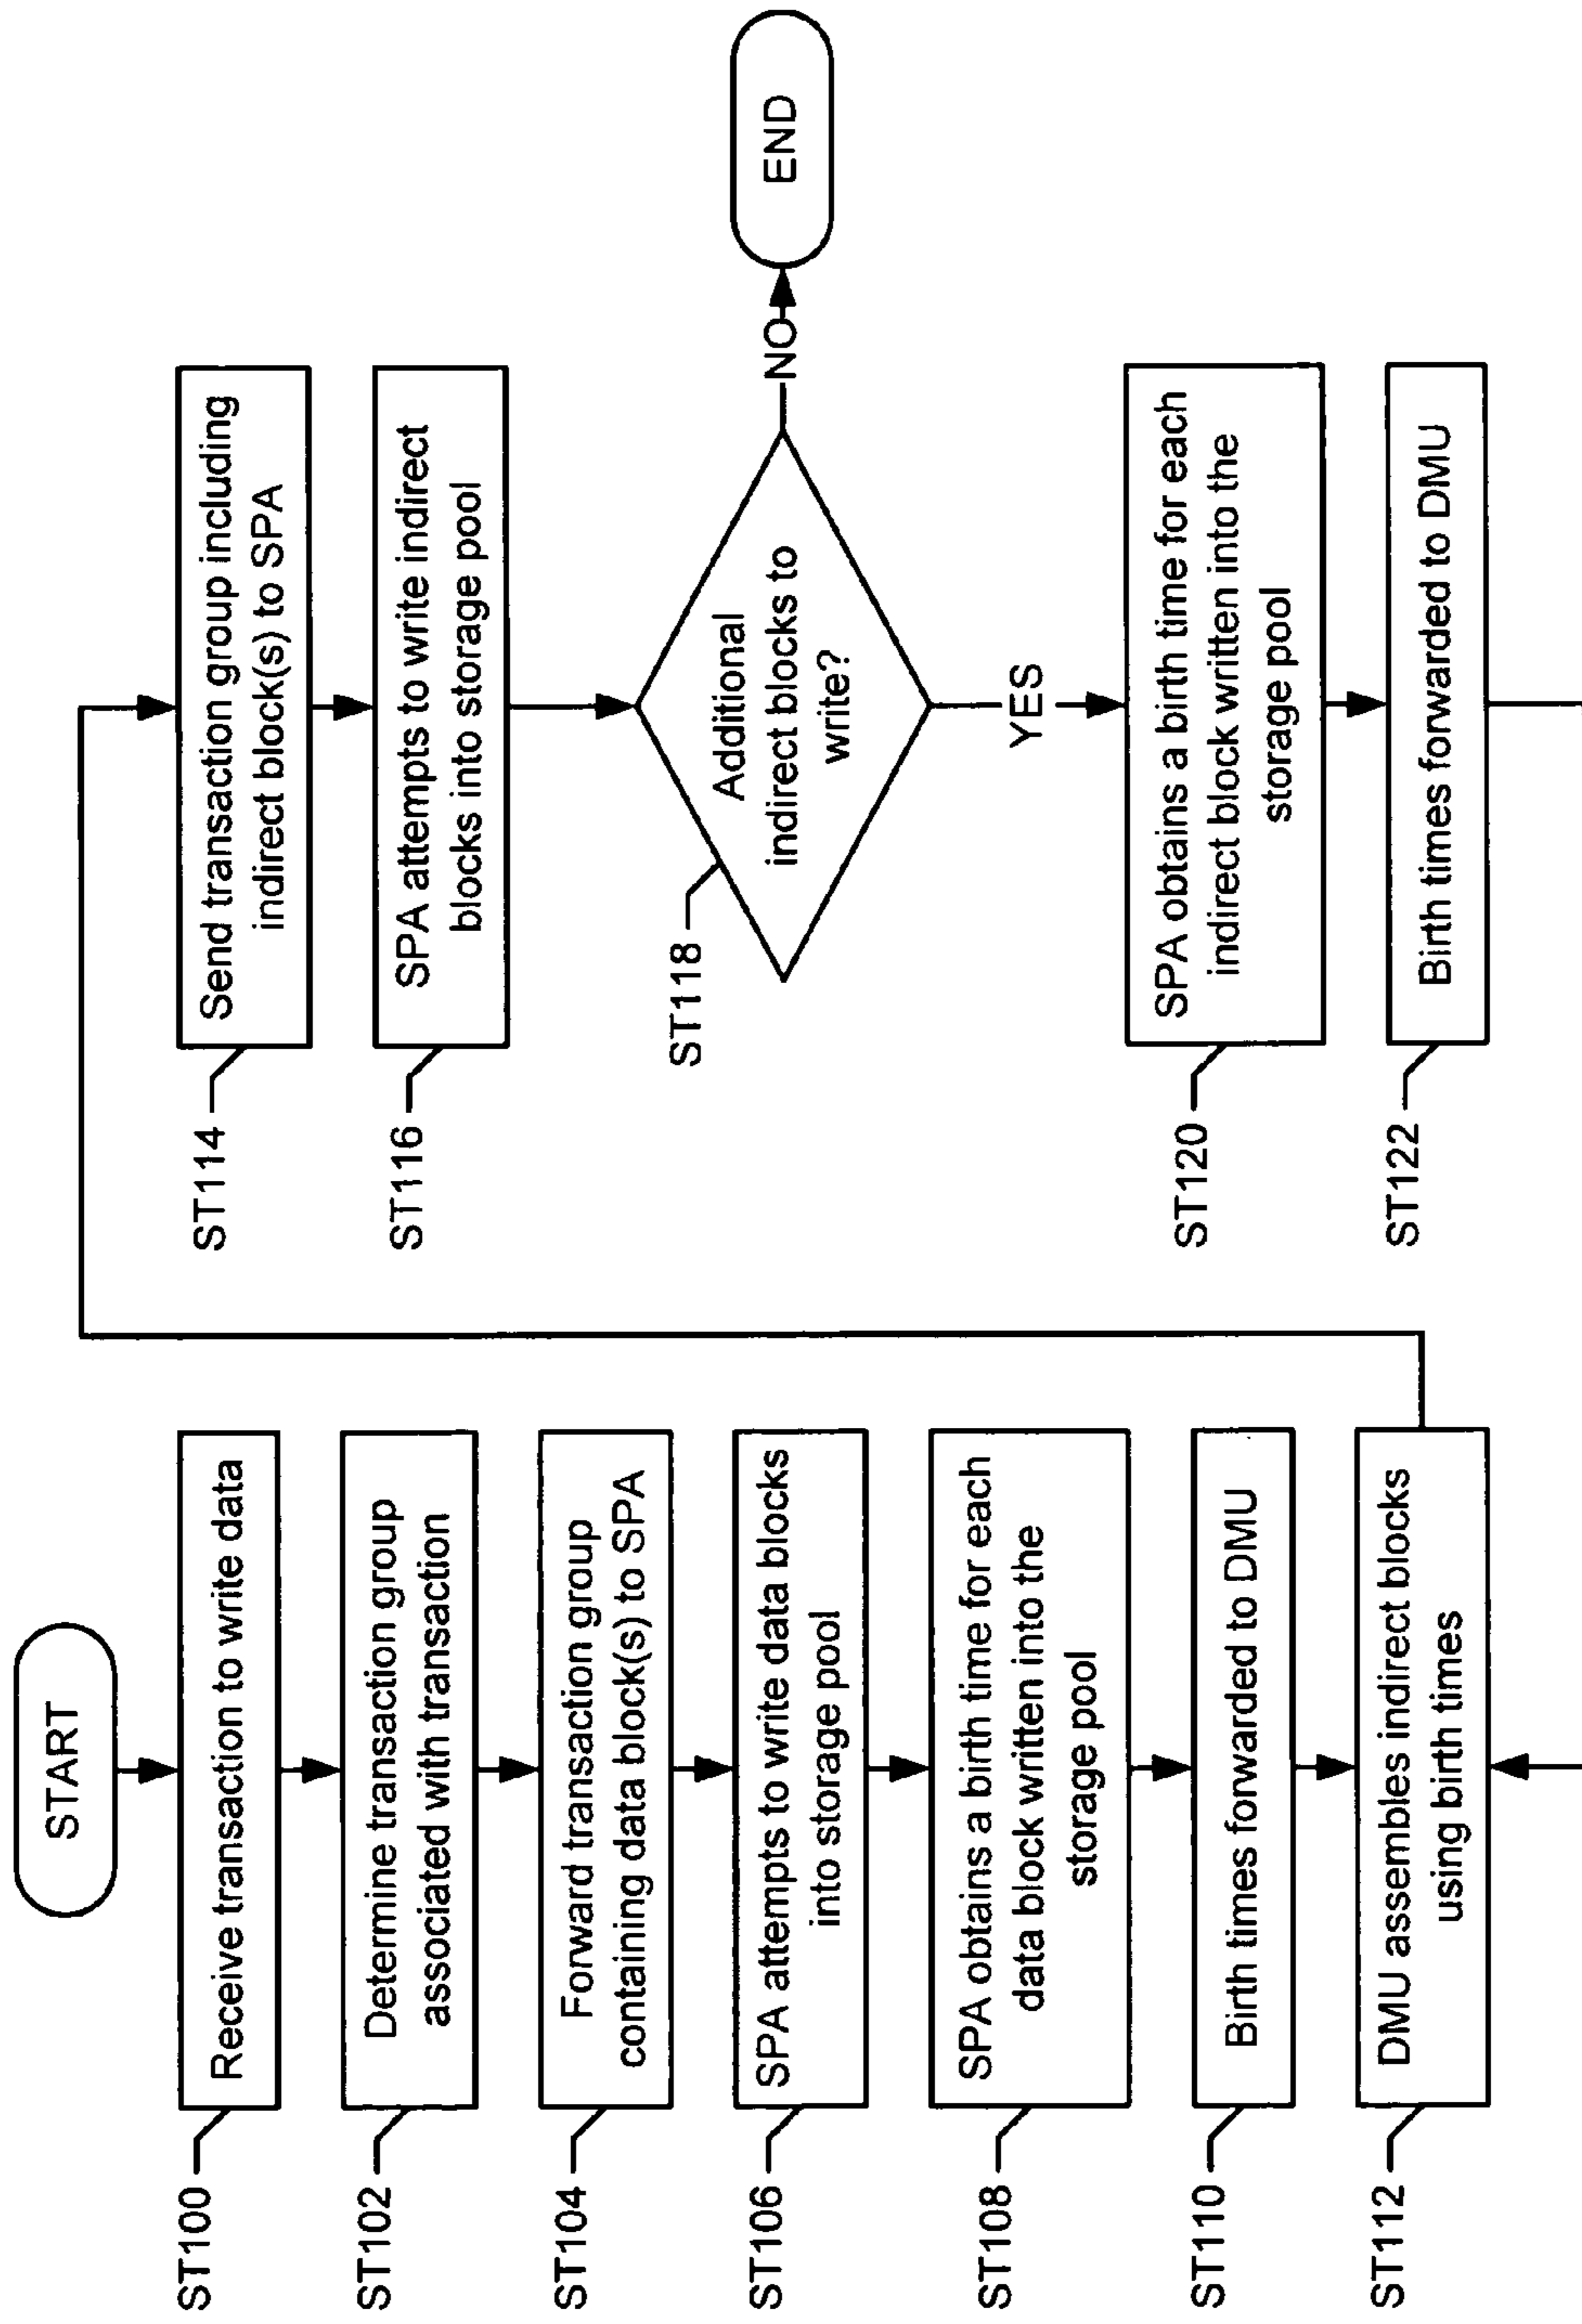 START
ST100
Receive transaction to write data
ST102
Determine transaction group
associated with transaction
ST104
Forward transaction group
containing data block(s) to SPA
ST106
SPA attempts to write data blocks
into storage pool
ST108
SPA obtains a birth time for each
data block written into the
storage pool
ST110
Birth times forwarded to DMU
ST112
DMU assembles indirect blocks
using birth times
ST114
Send transaction group including
indirect block(s) to SPA
ST116
SPA attempts to write indirect
blocks into storage pool
ST118
Additional
indirect blocks to
write?
NO
END
YES
ST120
SPA obtains a birth time for each
indirect block written into the
storage pool
ST122
Birth times forwarded to DMU